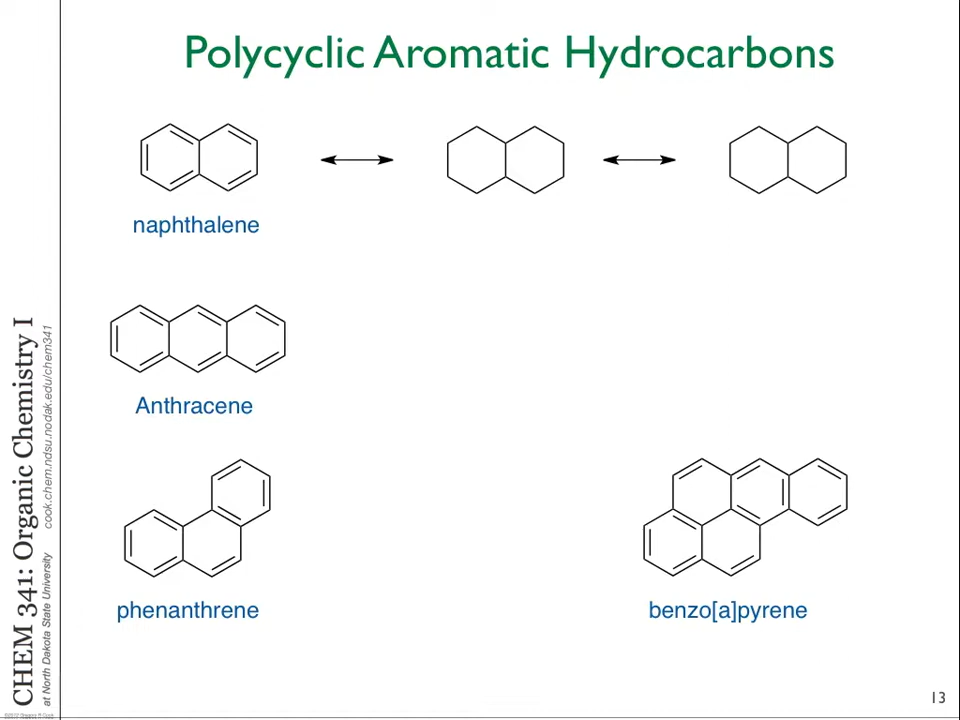 Polycyclic Aromatic Hydrocarbons
naphthalene
Anthracene
phenanthrene
benzo[a]pyrene
CHEM 341: Organic Chemistry I
at North Dakota State University cook.chem.ndsu.nodak.edu/chem341
13